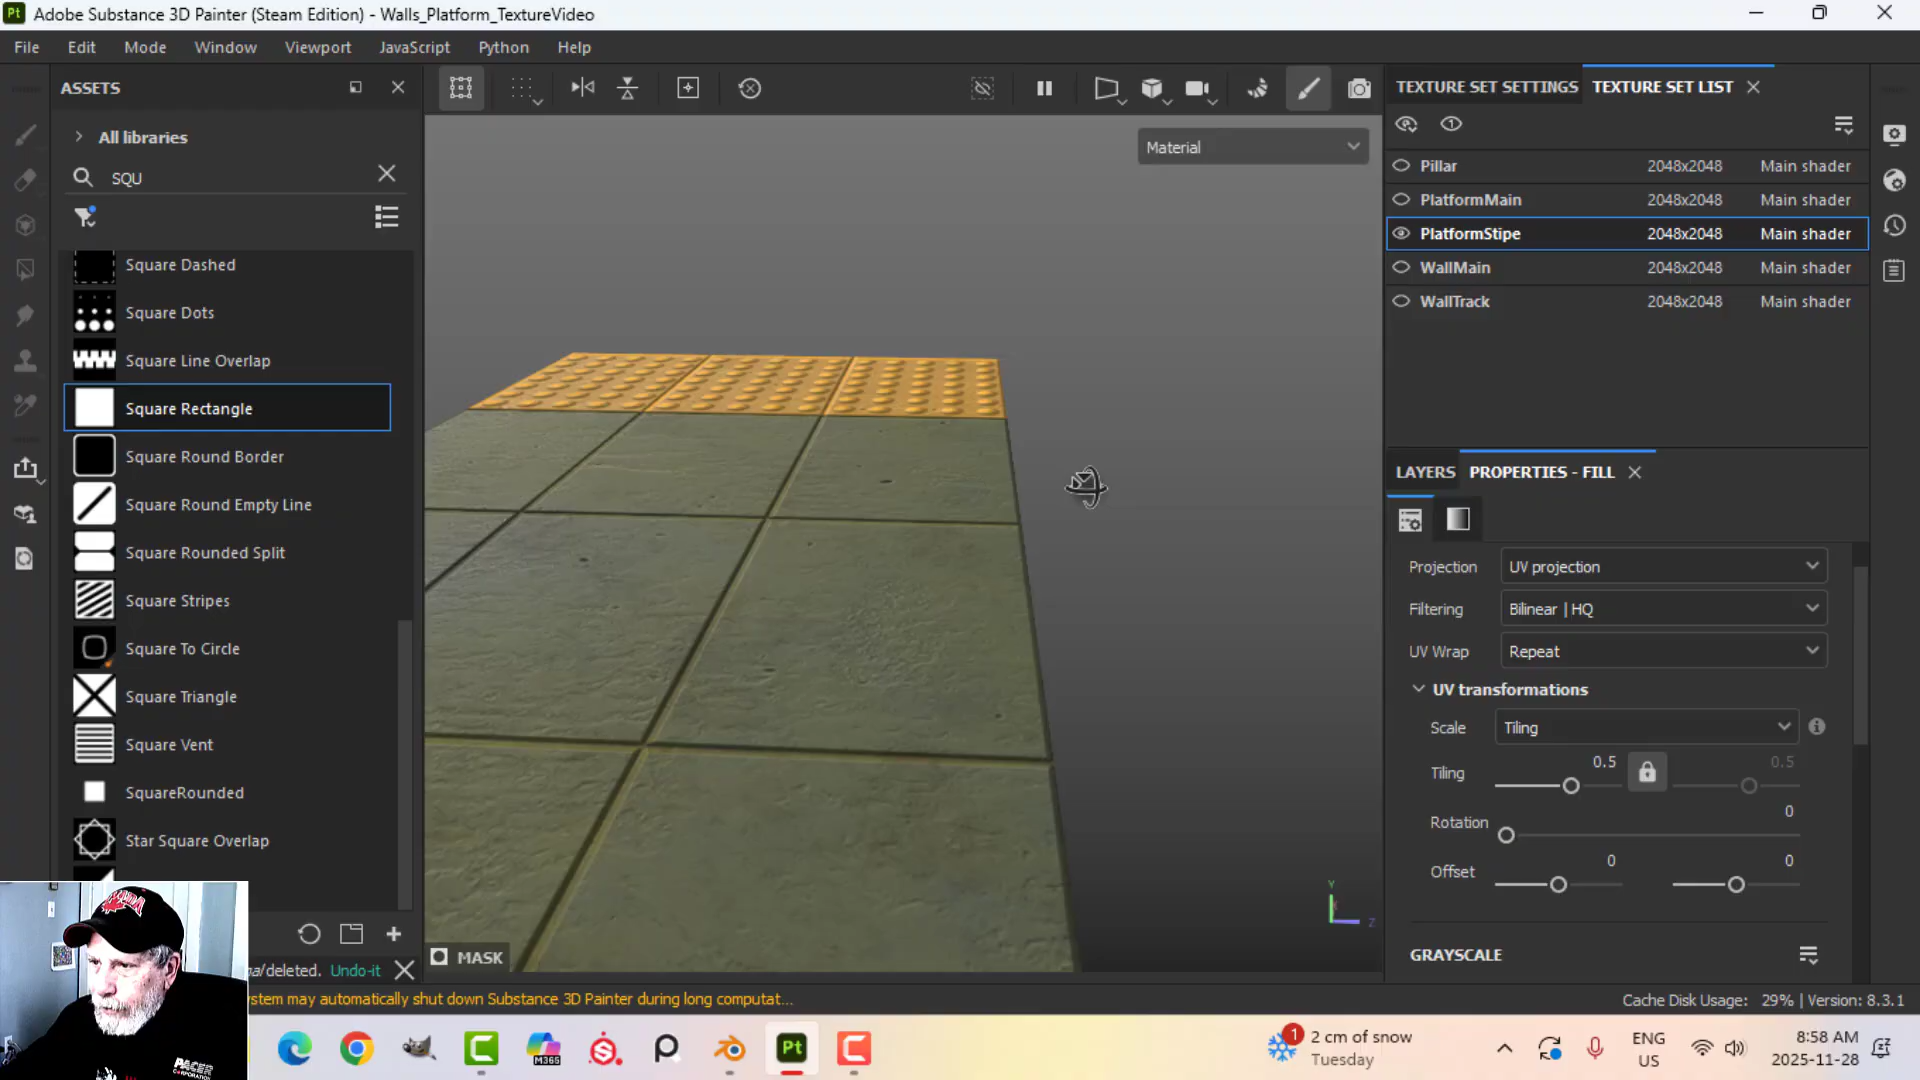 Pt Adobe Substance 3D Painter (Steam Edition) - Walls_Platform_TextureVideo
File Edit Mode Window Viewport JavaScript Python Help
ASSETS
All libraries
SQU
Square Dashed
Square Dots
Square Line Overlap
Square Rectangle
Square Round Border
Square Round Empty Line
Square Rounded Split
Square Stripes
Square To Circle
Square Triangle
Square Vent
SquareRounded
Star Square Overlap
deleted. Undo-it
Material
MASK
Y
Z
TEXTURE SET SETTINGS TEXTURE SET LIST
Pillar 2048x2048 Main shader
PlatformMain 2048x2048 Main shader
PlatformStipe 2048x2048 Main shader
WallMain 2048x2048 Main shader
WallTrack 2048x2048 Main shader
LAYERS PROPERTIES - FILL
Projection UV projection
Filtering Bilinear | HQ
UV Wrap Repeat
UV transformations
Scale Tiling
Tiling 0.5 0.5
Rotation 0
Offset 0 0
GRAYSCALE
stem may automatically shut down Substance 3D Painter during long computat...
Cache Disk Usage: 29% | Version: 8.3.1
M365
Pt
1
2 cm of snow
Tuesday
ENG
US
8:58 AM
2025-11-28
CANADA
PACER
CORPORATION